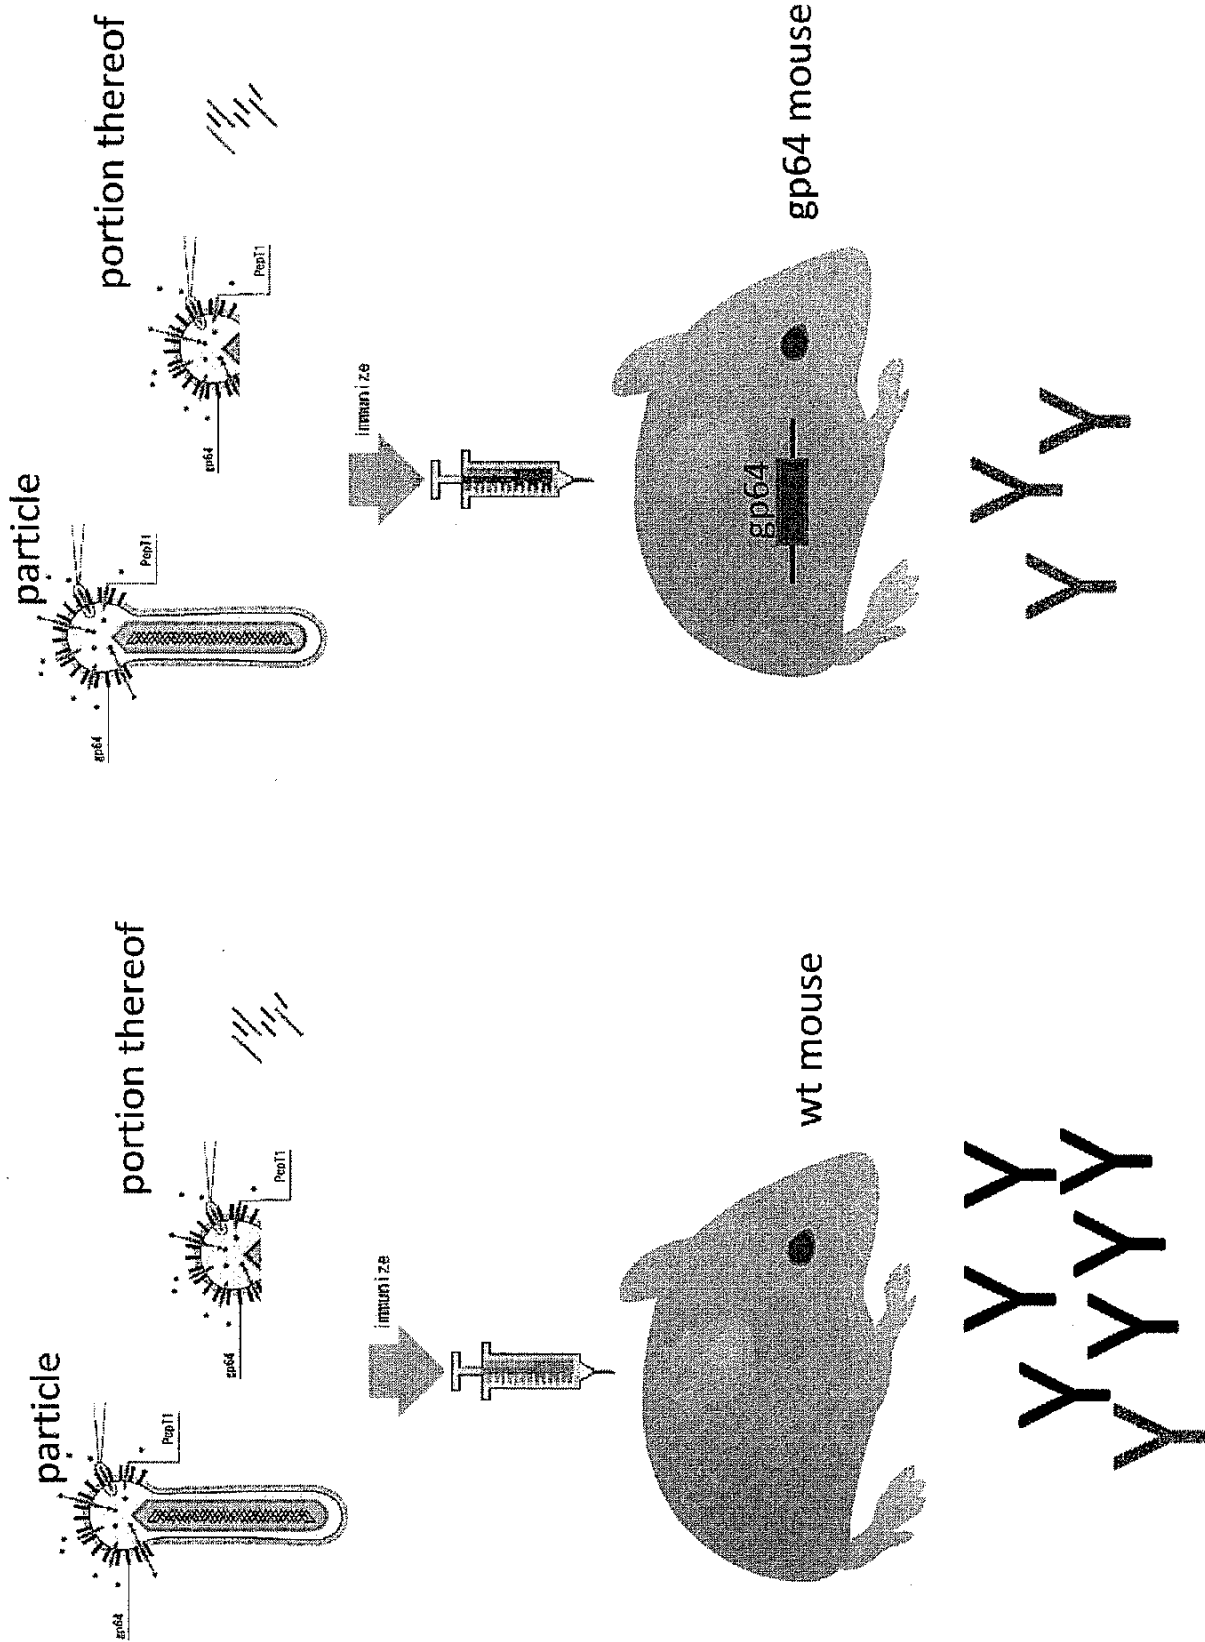 particle
portion thereof
gp64
PepT1
gp64
PepT1
immunize
wt mouse
particle
portion thereof
gp64
PepT1
gp64
PepT1
immunize
gp64
gp64 mouse